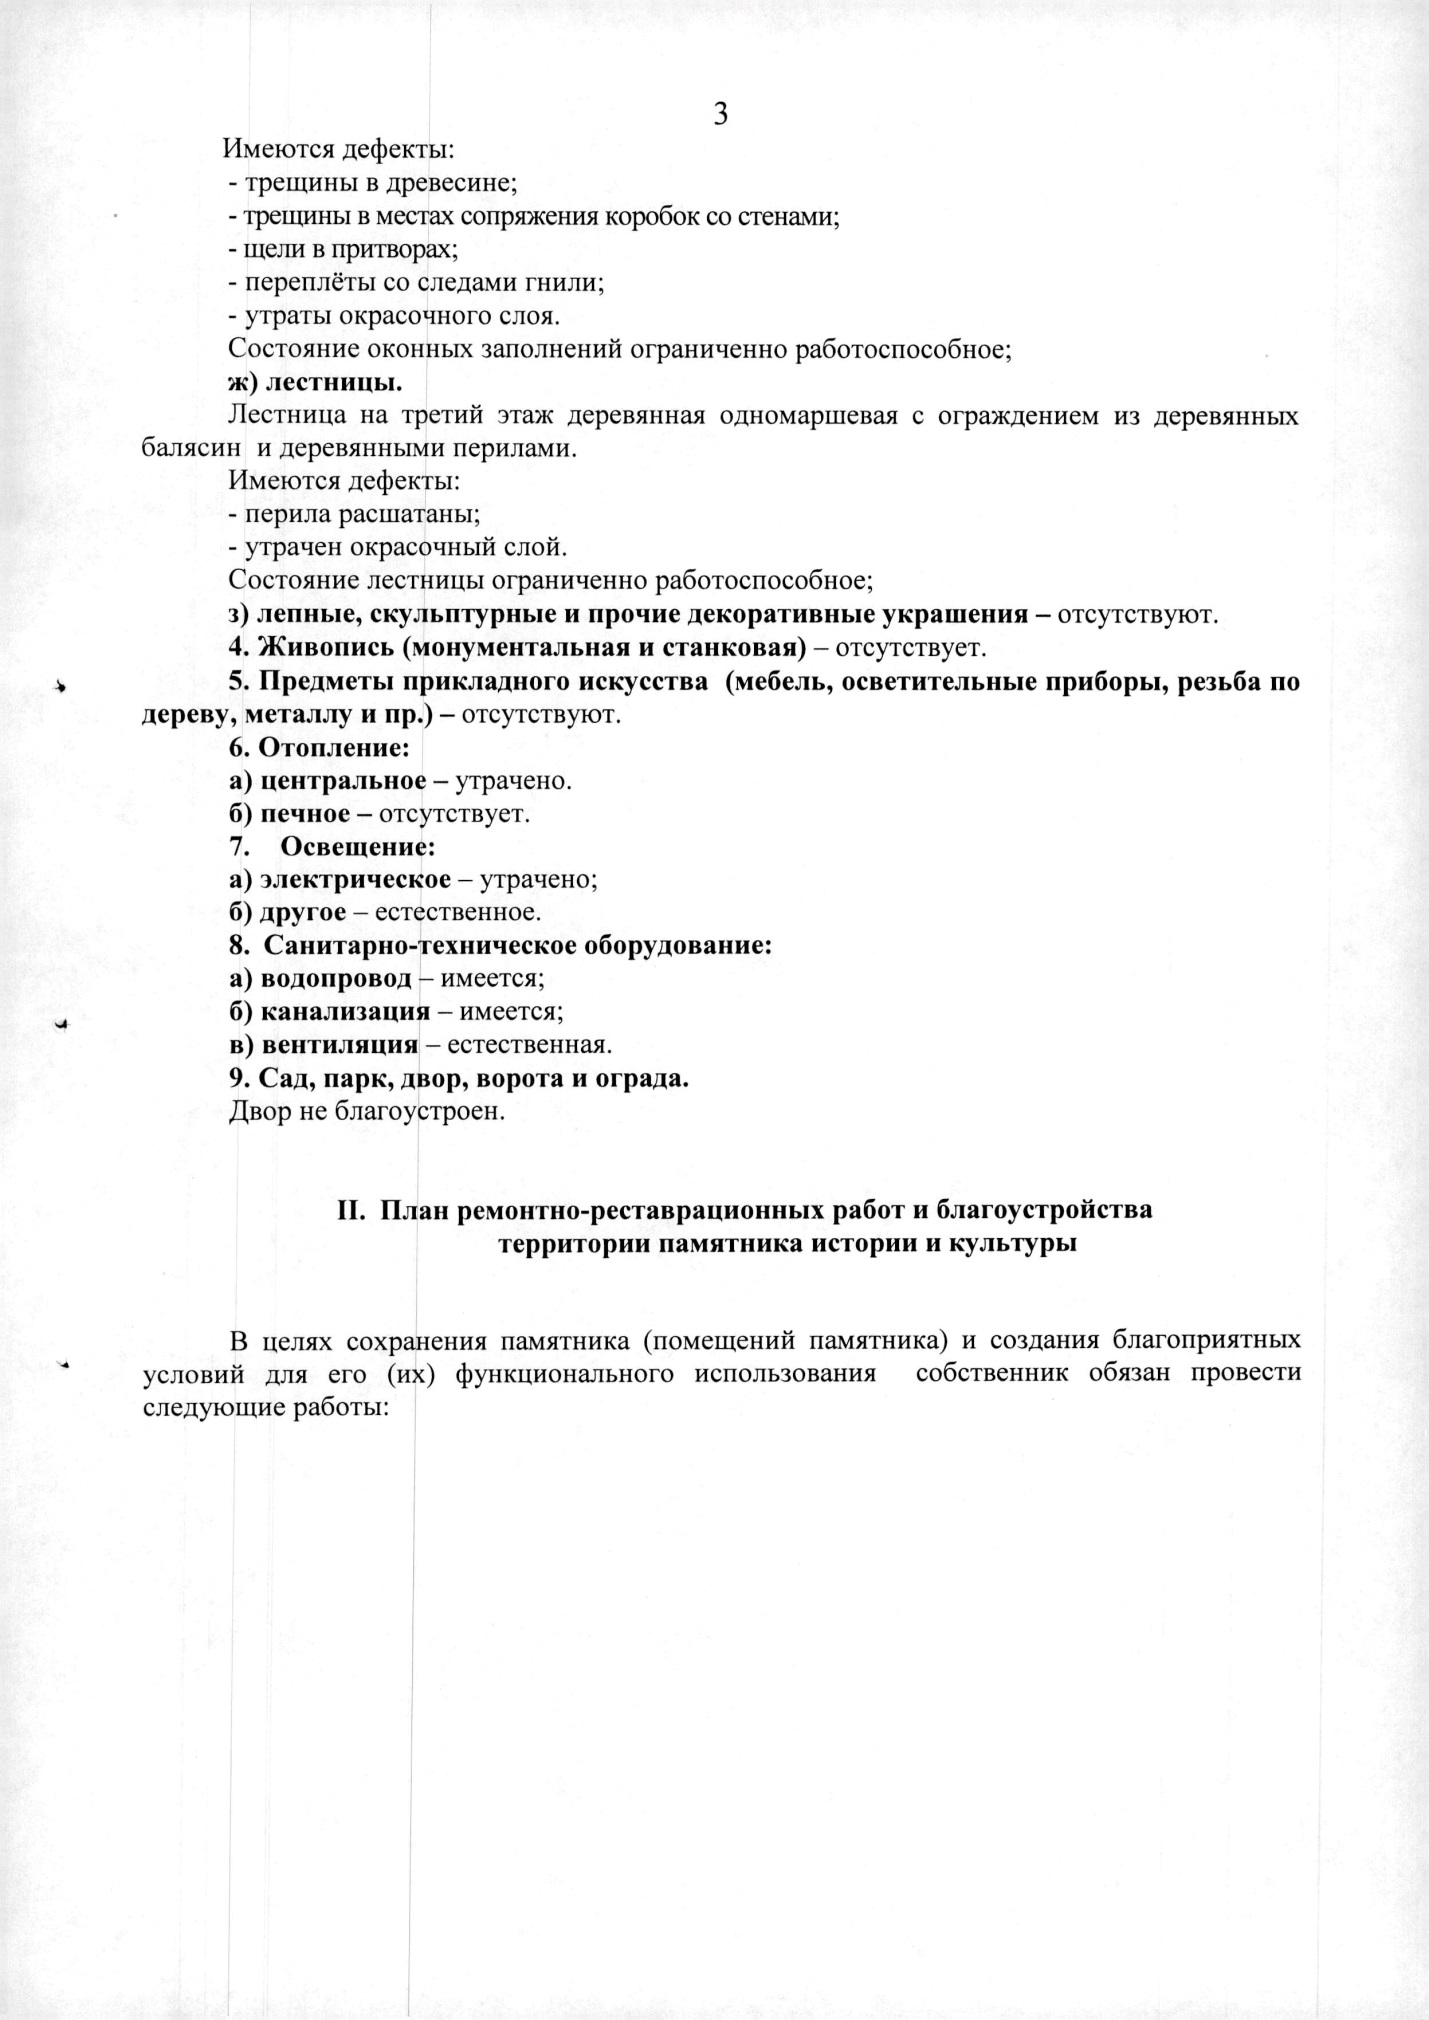 3
Имеются дефекты:
- трещины в древесине;
- трещины в местах сопряжения коробок со стенами;
- щели в притворах;
- переплёты со следами гнили;
- утраты окрасочного слоя.
Состояние оконных заполнений ограниченно работоспособное;
ж) лестницы.
Лестница на третий этаж деревянная одномаршевая с ограждением из деревянных
балясин и деревянными перилами.
Имеются дефекты:
- перила расшатаны;
- утрачен окрасочный слой.
Состояние лестницы ограниченно работоспособное;
з) лепные, скульптурные и прочие декоративные украшения – отсутствуют.
4. Живопись (монументальная и станковая) – отсутствует.
5. Предметы прикладного искусства (мебель, осветительные приборы, резьба по
дереву, металлу и пр.) – отсутствуют.
6. Отопление:
а) центральное – утрачено.
б) печное – отсутствует.
7. Освещение:
а) электрическое – утрачено;
б) другое – естественное.
8. Санитарно-техническое оборудование:
а) водопровод – имеется;
б) канализация – имеется;
в) вентиляция – естественная.
9. Сад, парк, двор, ворота и ограда.
Двор не благоустроен.
II. План ремонтно-реставрационных работ и благоустройства
территории памятника истории и культуры
В целях сохранения памятника (помещений памятника) и создания благоприятных
условий для его (их) функционального использования собственник обязан провести
следующие работы: